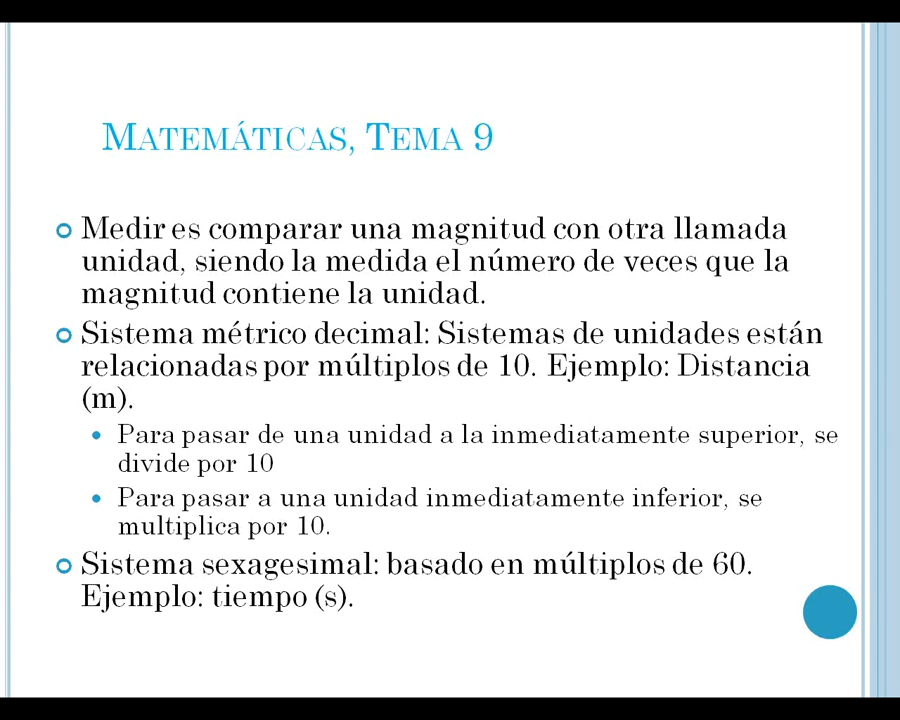 Matemáticas, Tema 9
Medir es comparar una magnitud con otra llamada
unidad, siendo la medida el número de veces que la
magnitud contiene la unidad.
Sistema métrico decimal: Sistemas de unidades están
relacionadas por múltiplos de 10. Ejemplo: Distancia
(m).
Para pasar de una unidad a la inmediatamente superior, se
divide por 10
Para pasar a una unidad inmediatamente inferior, se
multiplica por 10.
Sistema sexagesimal: basado en múltiplos de 60.
Ejemplo: tiempo (s).